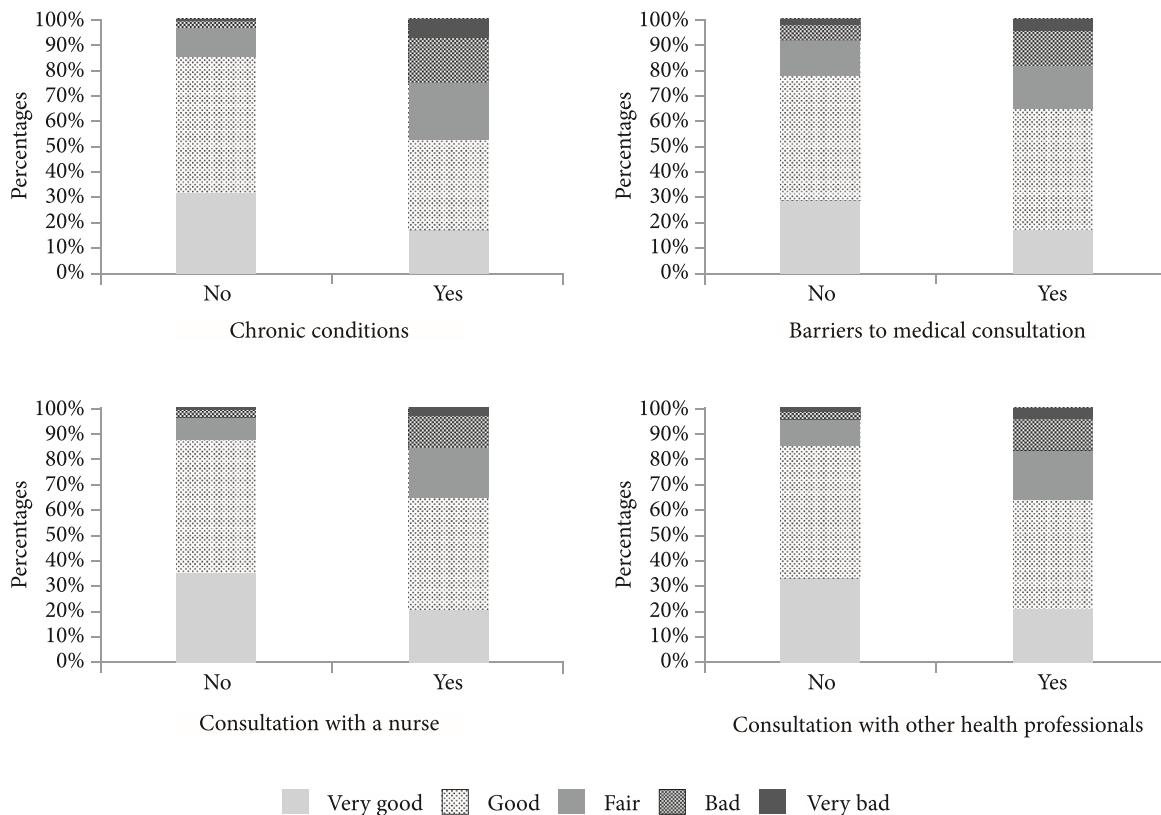 100%
90%
80%
70%
60%
50%
40%
30%
20%
10%
0%
Percentages
No
Yes
Chronic conditions
100%
90%
80%
70%
60%
50%
40%
30%
20%
10%
0%
Percentages
No
Yes
Barriers to medical consultation
100%
90%
80%
70%
60%
50%
40%
30%
20%
10%
0%
Percentages
No
Yes
Consultation with a nurse
100%
90%
80%
70%
60%
50%
40%
30%
20%
10%
0%
Percentages
No
Yes
Consultation with other health professionals
Very good
Good
Fair
Bad
Very bad